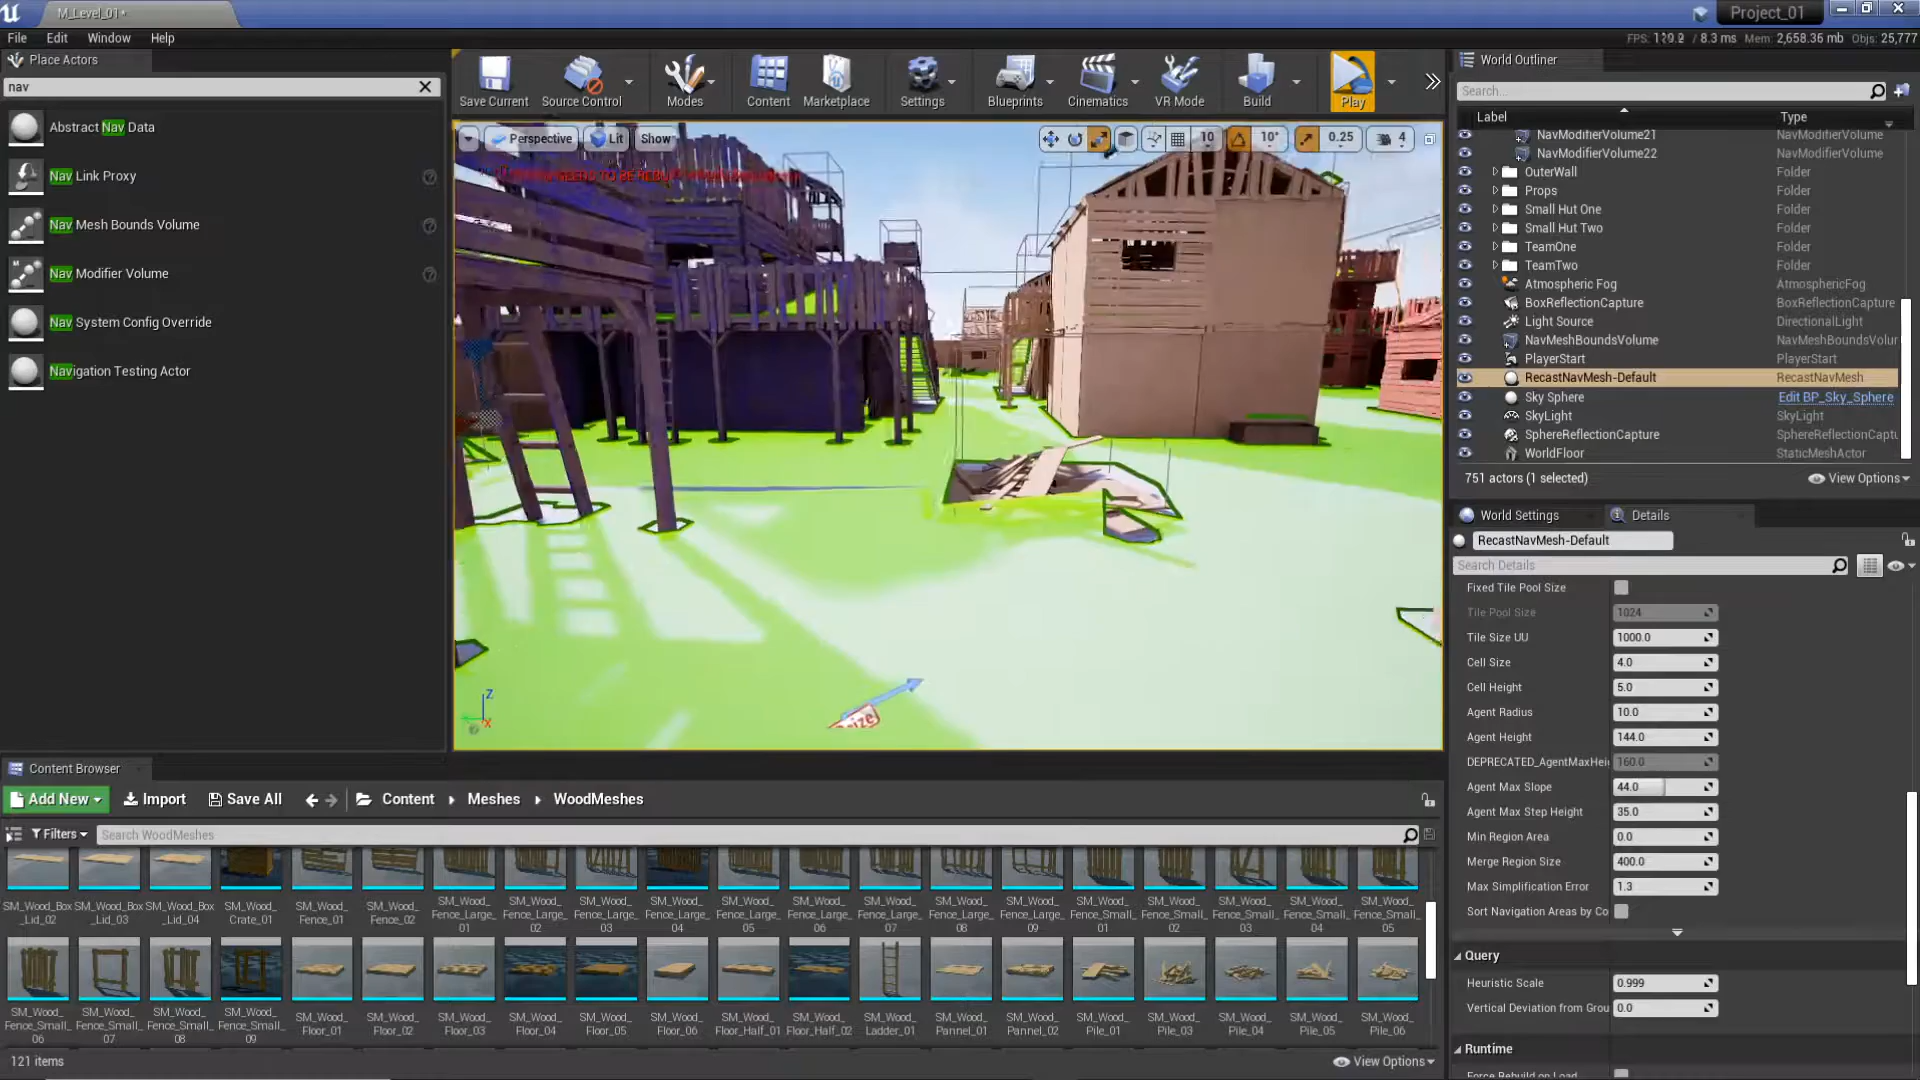 M_Level_01*
Project_01
File Edit Window Help
FPS: / 8.3 ms Mem: 2,658.36 mb Objs: 25,777
Place Actors
nav
Abstract Nav Data
Nav Link Proxy
Nav Mesh Bounds Volume
Nav Modifier Volume
Nav System Config Override
Navigation Testing Actor
Save Current Source Control Modes Content Marketplace Settings Blueprints Cinematics VR Mode Build Play
Perspective Lit Show
10 10° 0.25 4
World Outliner
Search...
Label Type
NavModifierVolume21 NavModifierVolume
NavModifierVolume22 NavModifierVolume
OuterWall Folder
Props Folder
Small Hut One Folder
Small Hut Two Folder
TeamOne Folder
TeamTwo Folder
Atmospheric Fog AtmosphericFog
BoxReflectionCapture BoxReflectionCapture
Light Source DirectionalLight
NavMeshBoundsVolume NavMeshBoundsVolur
PlayerStart PlayerStart
RecastNavMesh-Default RecastNavMesh
Sky Sphere Edit BP_Sky_Sphere
SkyLight SkyLight
SphereReflectionCapture SphereReflectionCaptu
WorldFloor StaticMeshActor
751 actors (1 selected) View Options
World Settings Details
RecastNavMesh-Default
Search Details
Fixed Tile Pool Size
Tile Pool Size 1024
Tile Size UU 1000.0
Cell Size 4.0
Cell Height 5.0
Agent Radius 10.0
Agent Height 144.0
DEPRECATED_AgentMaxHei 160.0
Agent Max Slope 44.0
Agent Max Step Height 35.0
Min Region Area 0.0
Merge Region Size 400.0
Max Simplification Error 1.3
Sort Navigation Areas by Co
Query
Heuristic Scale 0.999
Vertical Deviation from Grou 0.0
Runtime
Force Rebuild on Load
Z
X
Content Browser
Add New Import Save All Content Meshes WoodMeshes
Filters Search WoodMeshes
SM_Wood_Box_Lid_02 SM_Wood_Box_Lid_03 SM_Wood_Box_Lid_04 SM_Wood_Crate_01 SM_Wood_Fence_01 SM_Wood_Fence_02 SM_Wood_Fence_Large_01 SM_Wood_Fence_Large_02 SM_Wood_Fence_Large_03 SM_Wood_Fence_Large_04 SM_Wood_Fence_Large_05 SM_Wood_Fence_Large_06 SM_Wood_Fence_Large_07 SM_Wood_Fence_Large_08 SM_Wood_Fence_Large_09 SM_Wood_Fence_Small_01 SM_Wood_Fence_Small_02 SM_Wood_Fence_Small_03 SM_Wood_Fence_Small_04 SM_Wood_Fence_Small_05
SM_Wood_Fence_Small_06 SM_Wood_Fence_Small_07 SM_Wood_Fence_Small_08 SM_Wood_Fence_Small_09 SM_Wood_Floor_01 SM_Wood_Floor_02 SM_Wood_Floor_03 SM_Wood_Floor_04 SM_Wood_Floor_05 SM_Wood_Floor_06 SM_Wood_Floor_Half_01 SM_Wood_Floor_Half_02 SM_Wood_Ladder_01 SM_Wood_Pannel_01 SM_Wood_Pannel_02 SM_Wood_Pile_01 SM_Wood_Pile_03 SM_Wood_Pile_04 SM_Wood_Pile_05 SM_Wood_Pile_06
121 items View Options